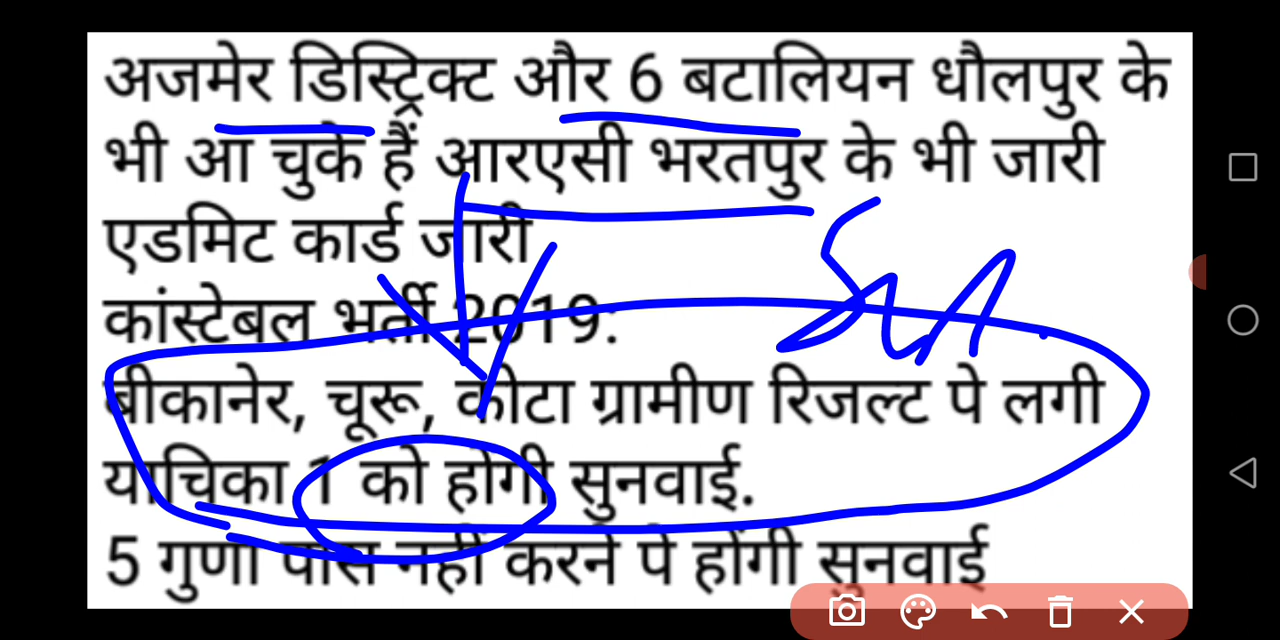 अजमेर डिस्ट्रिक्ट और 6 बटालियन धौलपुर के
भी आ चुके हैं आरएसी भरतपुर के भी जारी
एडमिट कार्ड जारी
कांस्टेबल भर्ती 2019:
बीकानेर, चूरू, कोटा ग्रामीण रिजल्ट पे लगी
याचिका 1 को होगी सुनवाई.
5 गुणा पास नहीं करने पे होगी सुनवाई